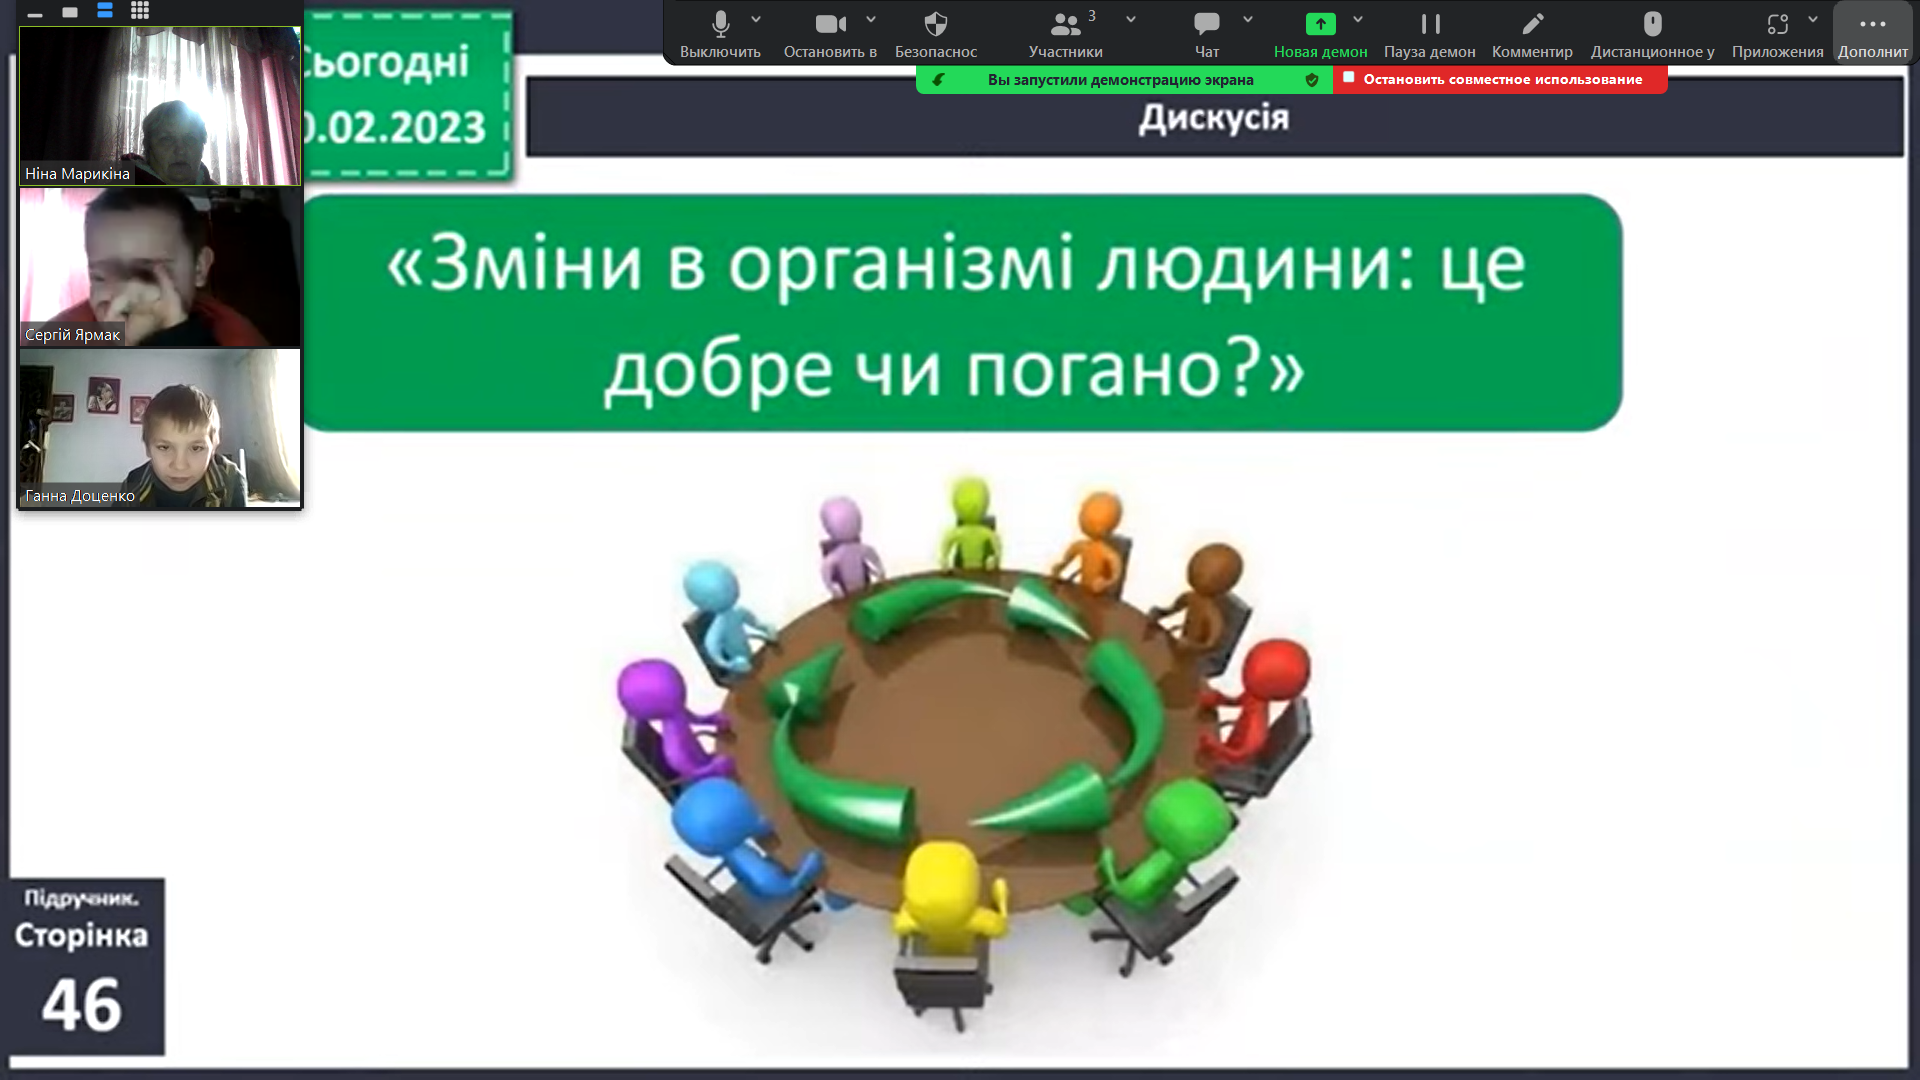 Выключить
Остановить в
Безопаснос
Участники
3
Чат
Новая демон
Пауза демон
Комментир
Дистанционное у
Приложения
Дополнит
Вы запустили демонстрацию экрана
Остановить совместное использование
Ніна Марикіна
Сергій Ярмак
Ганна Доценко
ьогодні
0.02.2023
Дискусія
«Зміни в організмі людини: це
добре чи погано?»
Підручник.
Сторінка
46